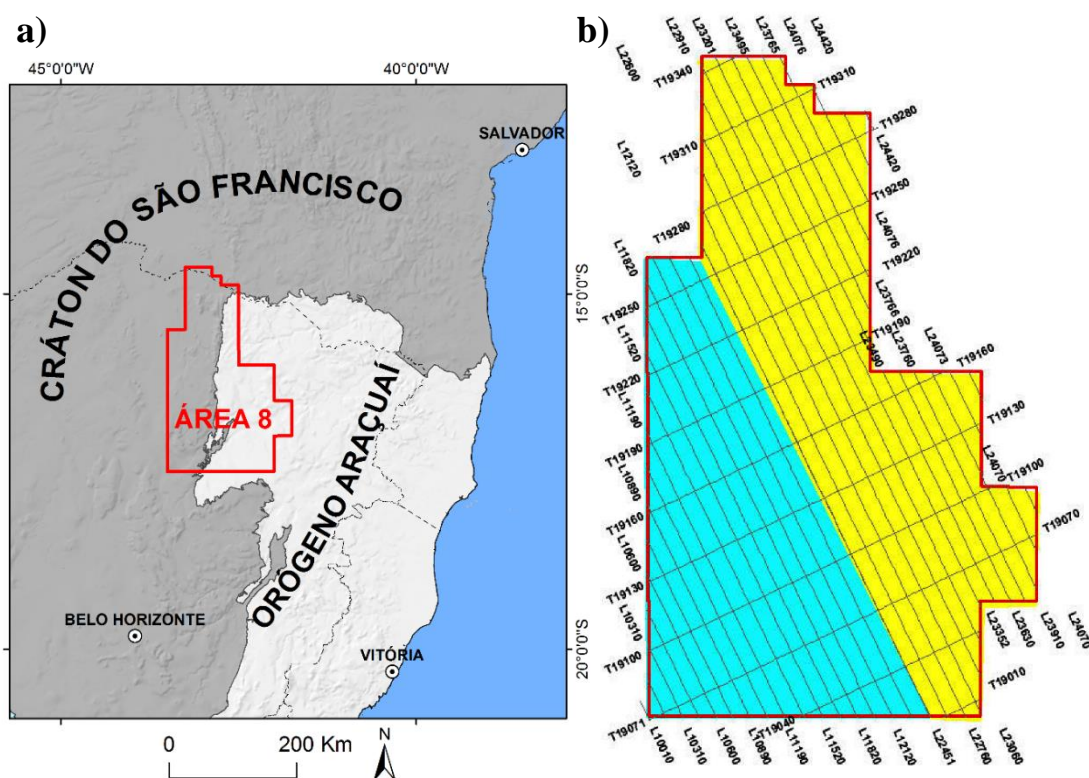 a)
45°0'0"W
40°0'0"W
SALVADOR
CRÁTON DO SÃO FRANCISCO
15°0'0"S
ÁREA 8
ORÓGENO ARAÇUAÍ
BELO HORIZONTE
VITÓRIA
20°0'0"S
0
200 Km
N
b)
L22600
L22910
L23201
L23495
L23765
L24076
L24420
T19340
T19310
T19280
L12120
T19310
L24420
T19250
T19280
L24076
L11820
T19220
T19250
L23766
T19190
L11520
L23490
L23760
L24073
T19160
T19220
L11190
T19130
T19190
L24070
T19100
L10890
T19160
T19070
L10600
T19130
L10310
L23352
L23630
L23910
L24070
T19100
T19010
T19071
T19040
L10010
L10310
L10600
L10890
L11190
L11520
L11820
L12120
L22451
L22760
L23060